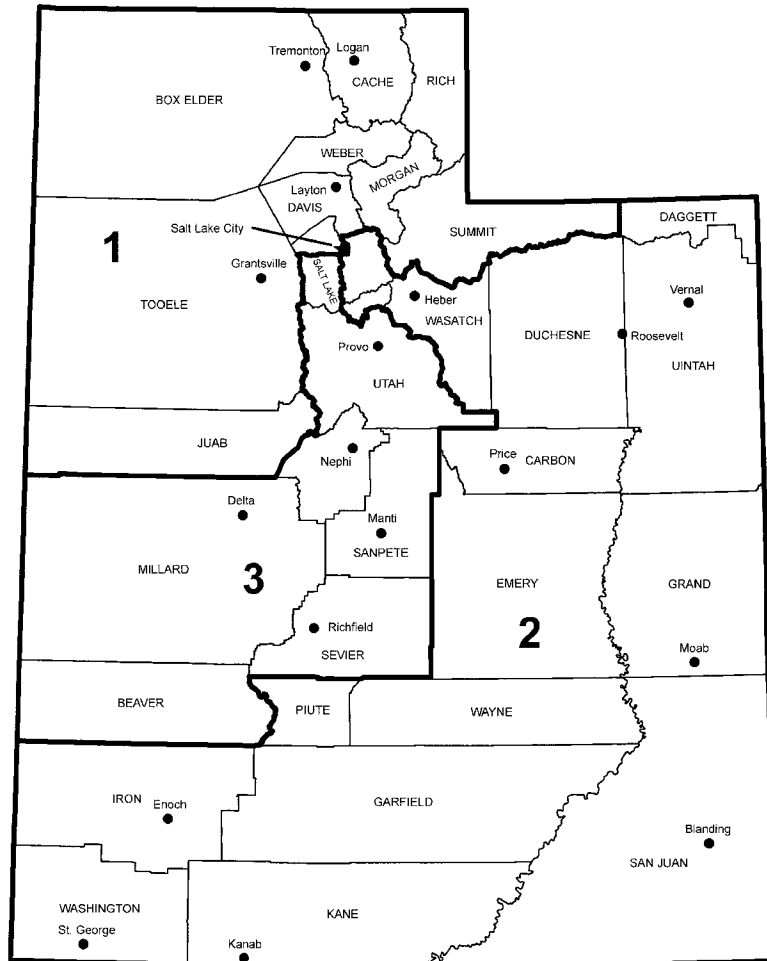 Tremonton
Logan
CACHE
RICH
BOX ELDER
WEBER
MORGAN
Layton
DAVIS
Salt Lake City
SUMMIT
DAGGETT
1
Grantsville
SALT LAKE
TOOELE
Heber
WASATCH
Vernal
DUCHESNE
Roosevelt
Provo
UTAH
UINTAH
JUAB
Nephi
Price
CARBON
Delta
Manti
SANPETE
MILLARD
3
EMERY
GRAND
2
Richfield
SEVIER
Moab
BEAVER
PIUTE
WAYNE
IRON
Enoch
GARFIELD
Blanding
SAN JUAN
WASHINGTON
St. George
KANE
Kanab